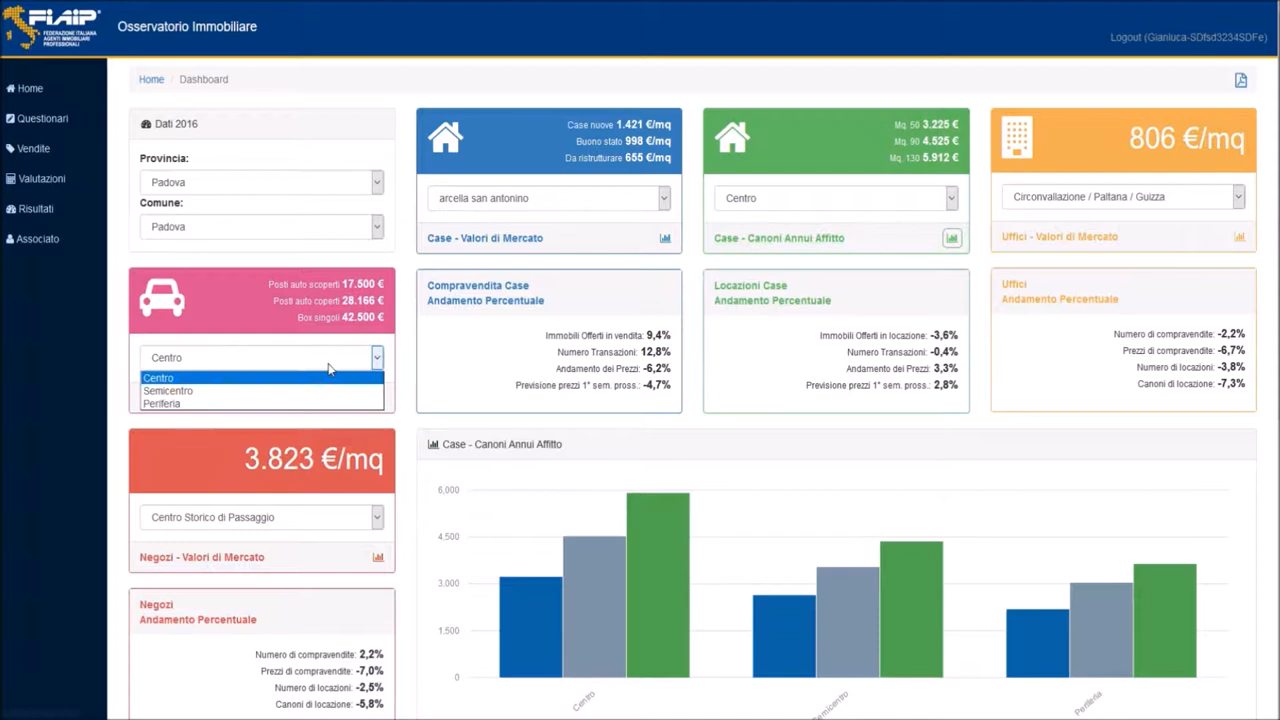 FIAIP
FEDERAZIONE ITALIANA
AGENTI IMMOBILIARI
PROFESSIONALI
Osservatorio Immobiliare
Logout (Gianluca-SDfsd3234SDFe)
Home
Questionari
Vendite
Valutazioni
Risultati
Associato
Home / Dashboard
Dati 2016
Provincia:
Padova
Comune:
Padova
Case nuove 1.421 €/mq
Buono stato 998 €/mq
Da ristrutturare 655 €/mq
arcella san antonino
Case - Valori di Mercato
Mq. 50 3.225 €
Mq. 90 4.525 €
Mq. 130 5.912 €
Centro
Case - Canoni Annui Affitto
806 €/mq
Circonvallazione / Paltana / Guizza
Uffici - Valori di Mercato
Posti auto scoperti 17.500 €
Posti auto coperti 28.166 €
Box singoli 42.500 €
Centro
Centro
Semicentro
Periferia
Compravendita Case
Andamento Percentuale
Immobili Offerti in vendita: 9,4%
Numero Transazioni: 12,8%
Andamento dei Prezzi: -6,2%
Previsione prezzi 1° sem. pross.: -4,7%
Locazioni Case
Andamento Percentuale
Immobili Offerti in locazione: -3,6%
Numero Transazioni: -0,4%
Andamento dei Prezzi: 3,3%
Previsione prezzi 1° sem. pross.: 2,8%
Uffici
Andamento Percentuale
Numero di compravendite: -2,2%
Prezzi di compravendite: -6,7%
Numero di locazioni: -3,8%
Canoni di locazione: -7,3%
3.823 €/mq
Centro Storico di Passaggio
Negozi - Valori di Mercato
Negozi
Andamento Percentuale
Numero di compravendite: 2,2%
Prezzi di compravendite: -7,0%
Numero di locazioni: -2,5%
Canoni di locazione: -5,8%
Case - Canoni Annui Affitto
6,000
4,500
3,000
1,500
0
Centro
Semicentro
Periferia